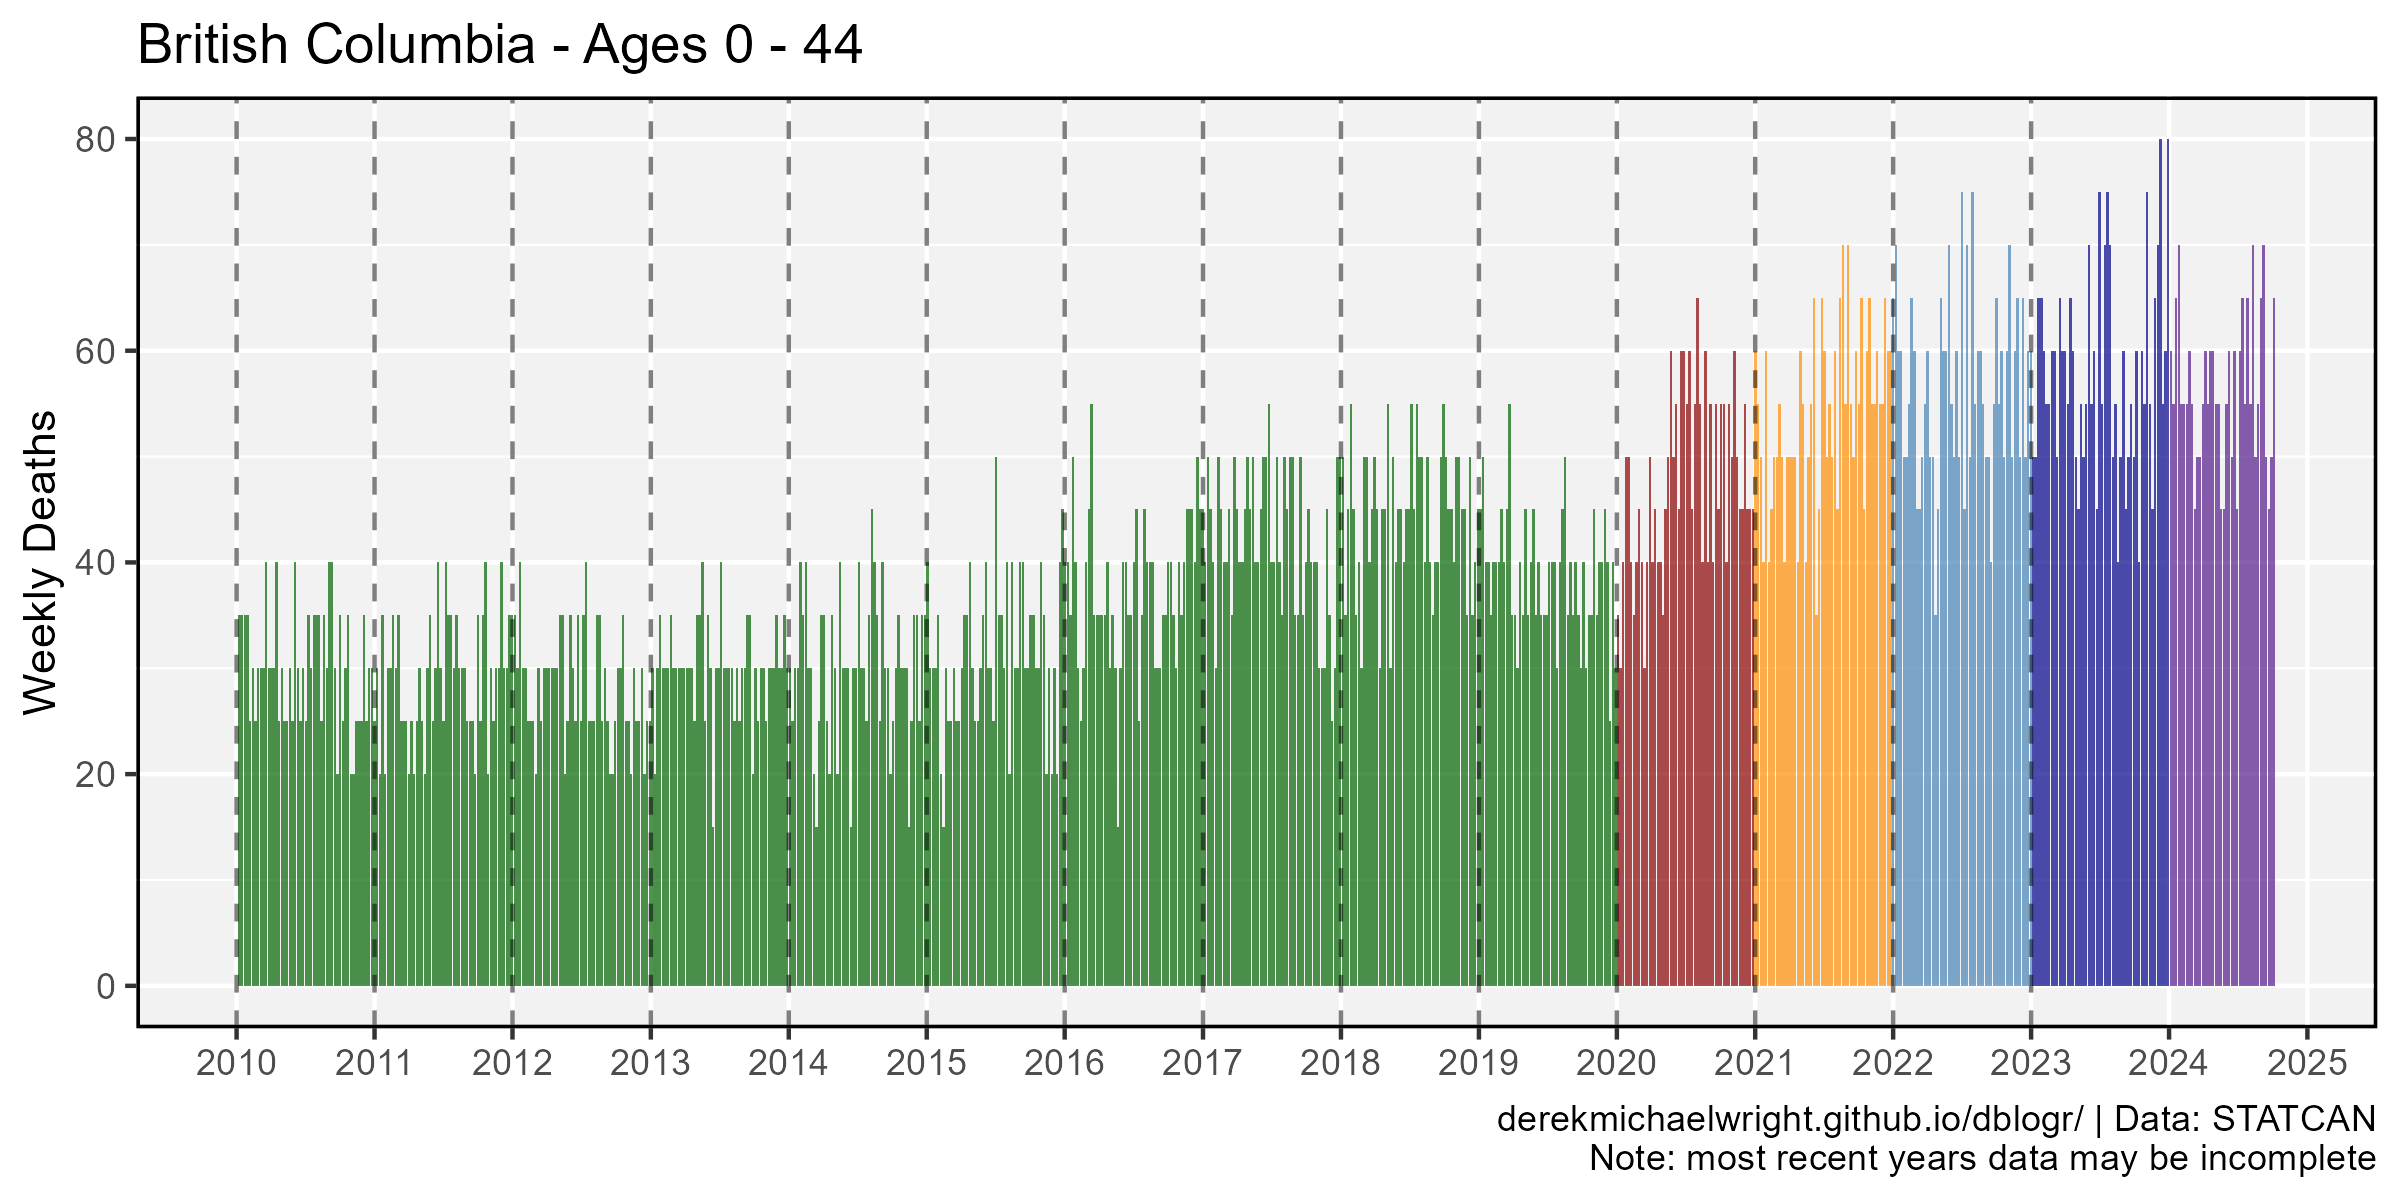 British Columbia - Ages 0 - 44
Weekly Deaths
80
60
40
20
0
2010 2011 2012 2013 2014 2015 2016 2017 2018 2019 2020 2021 2022 2023 2024 2025
derekmichaelwright.github.io/dblogr/ | Data: STATCAN
Note: most recent years data may be incomplete